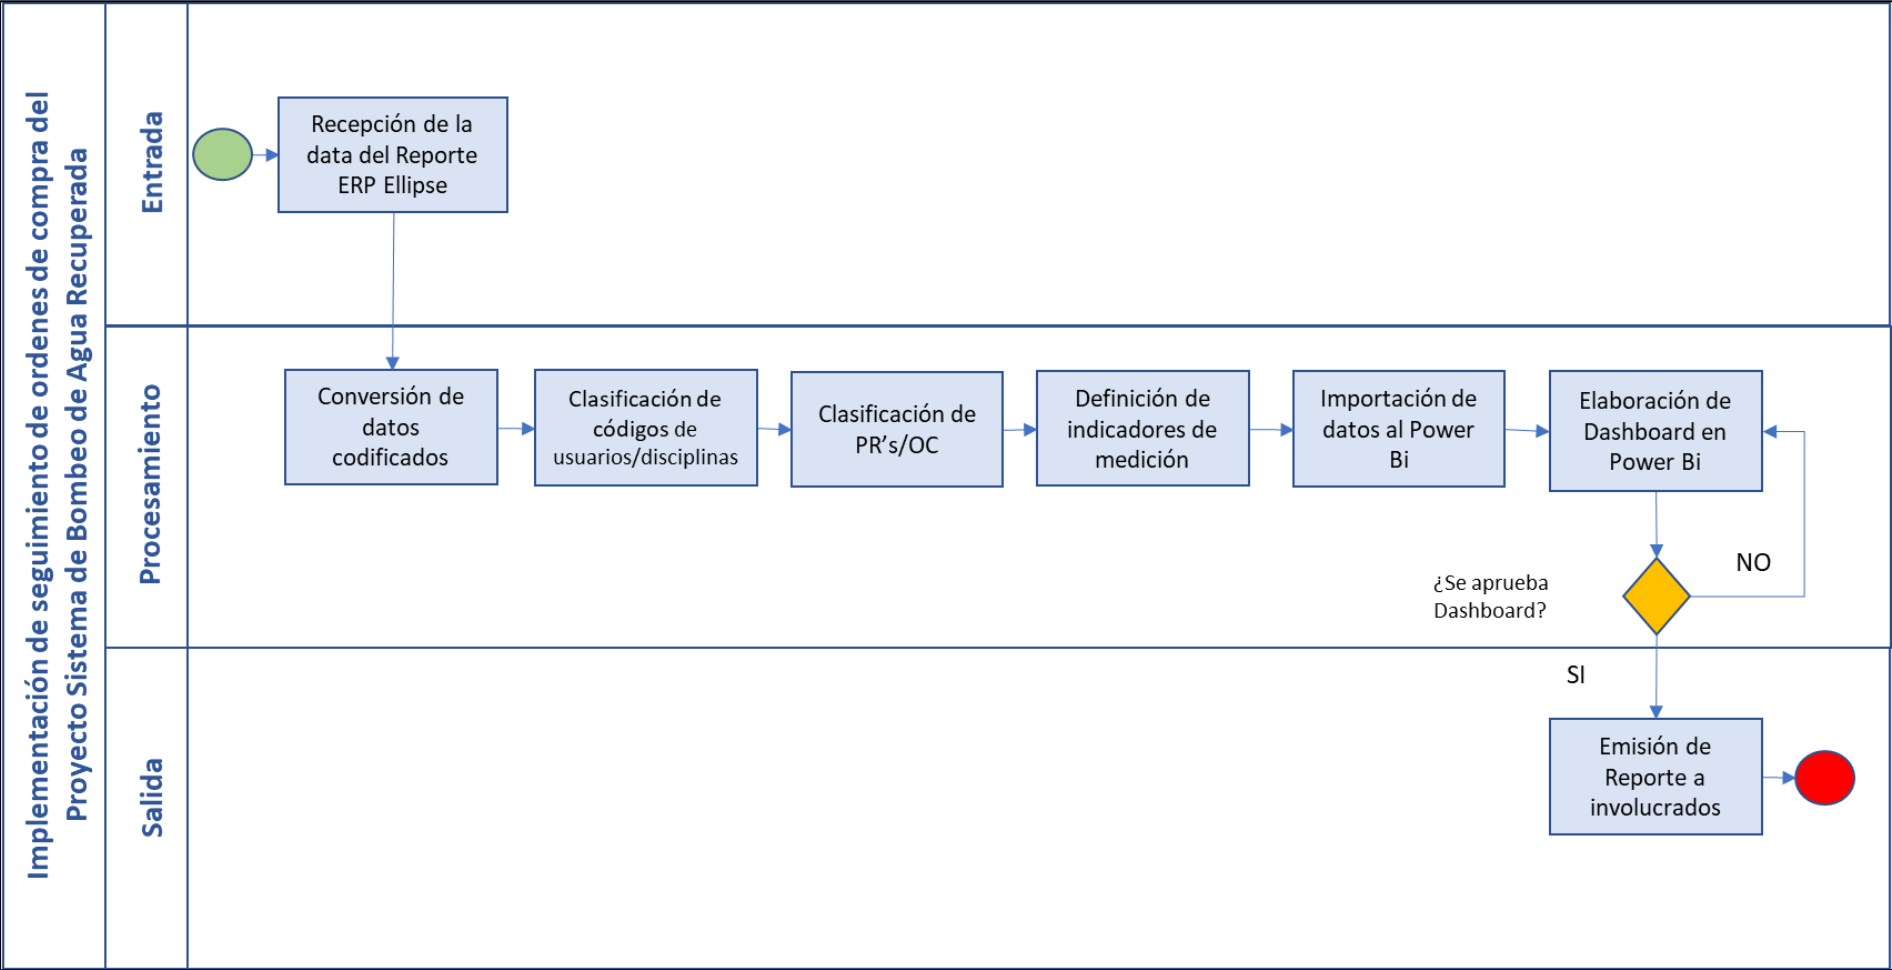 Implementación de seguimiento de ordenes de compra del
Proyecto Sistema de Bombeo de Agua Recuperada
Entrada
Recepción de la
data del Reporte
ERP Ellipse
Procesamiento
Conversión de
datos
codificados
Clasificación de
códigos de
usuarios/disciplinas
Clasificación de
PR's/OC
Definición de
indicadores de
medición
Importación de
datos al Power
Bi
Elaboración de
Dashboard en
Power Bi
¿Se aprueba
Dashboard?
NO
SI
Salida
Emisión de
Reporte a
involucrados